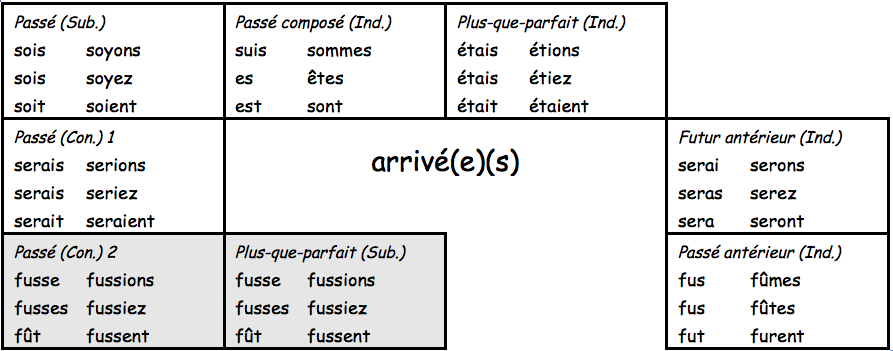 Passé (Sub.) Passé composé (Ind.) Plus-que-parfait (Ind.)
sois soyons suis sommes étais étions
sois soyez es êtes étais étiez
soit soient est sont était étaient
Passé (Con.) 1 Futur antérieur (Ind.)
arrivé(e)(s)
serais serions serai serons
serais seriez seras serez
serait seraient sera seront
Passé (Con.) 2 Plus-que-parfait (Sub.) Passé antérieur (Ind.)
fusse fussions fusse fussions fus fûmes
fusses fussiez fusses fussiez fus fûtes
fût fussent fût fussent fut furent